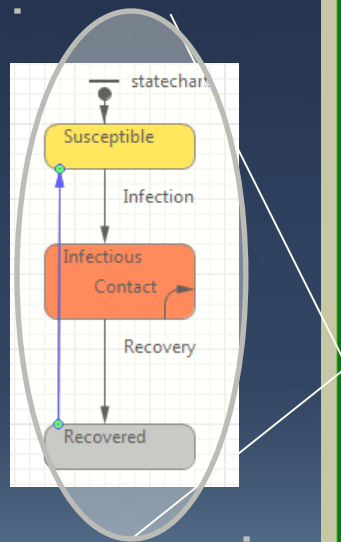 statechart
Susceptible
Infection
Infectious
Contact
Recovery
Recovered